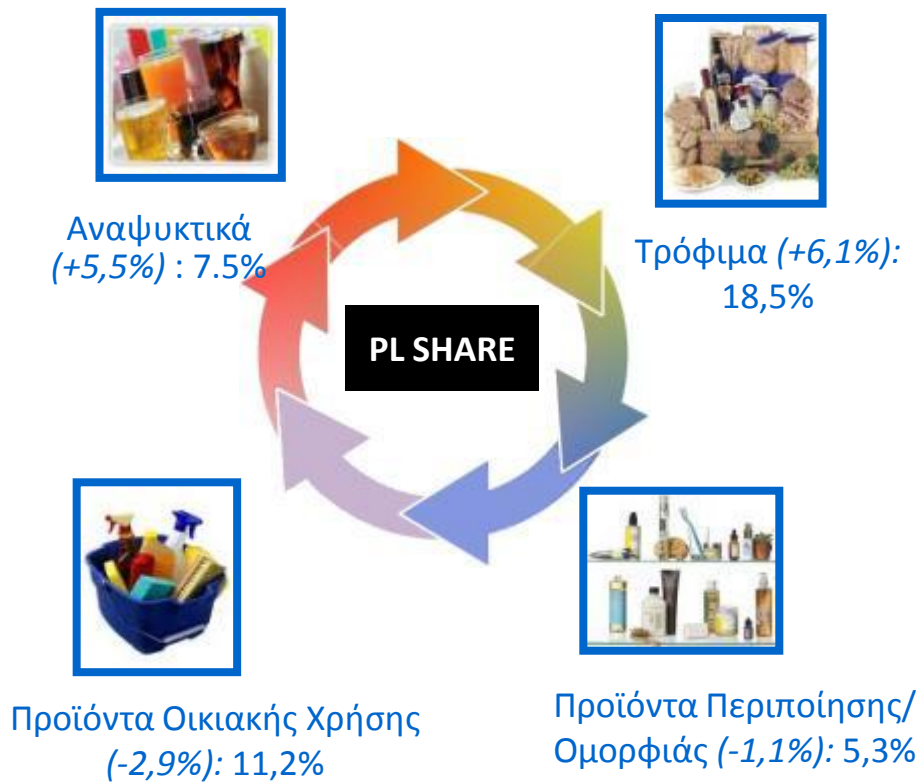 Αναψυκτικά
(+5,5%) : 7.5%
Τρόφιμα (+6,1%):
18,5%
PL SHARE
Προϊόντα Οικιακής Χρήσης
(-2,9%): 11,2%
Προϊόντα Περιποίησης/
Ομορφιάς (-1,1%): 5,3%